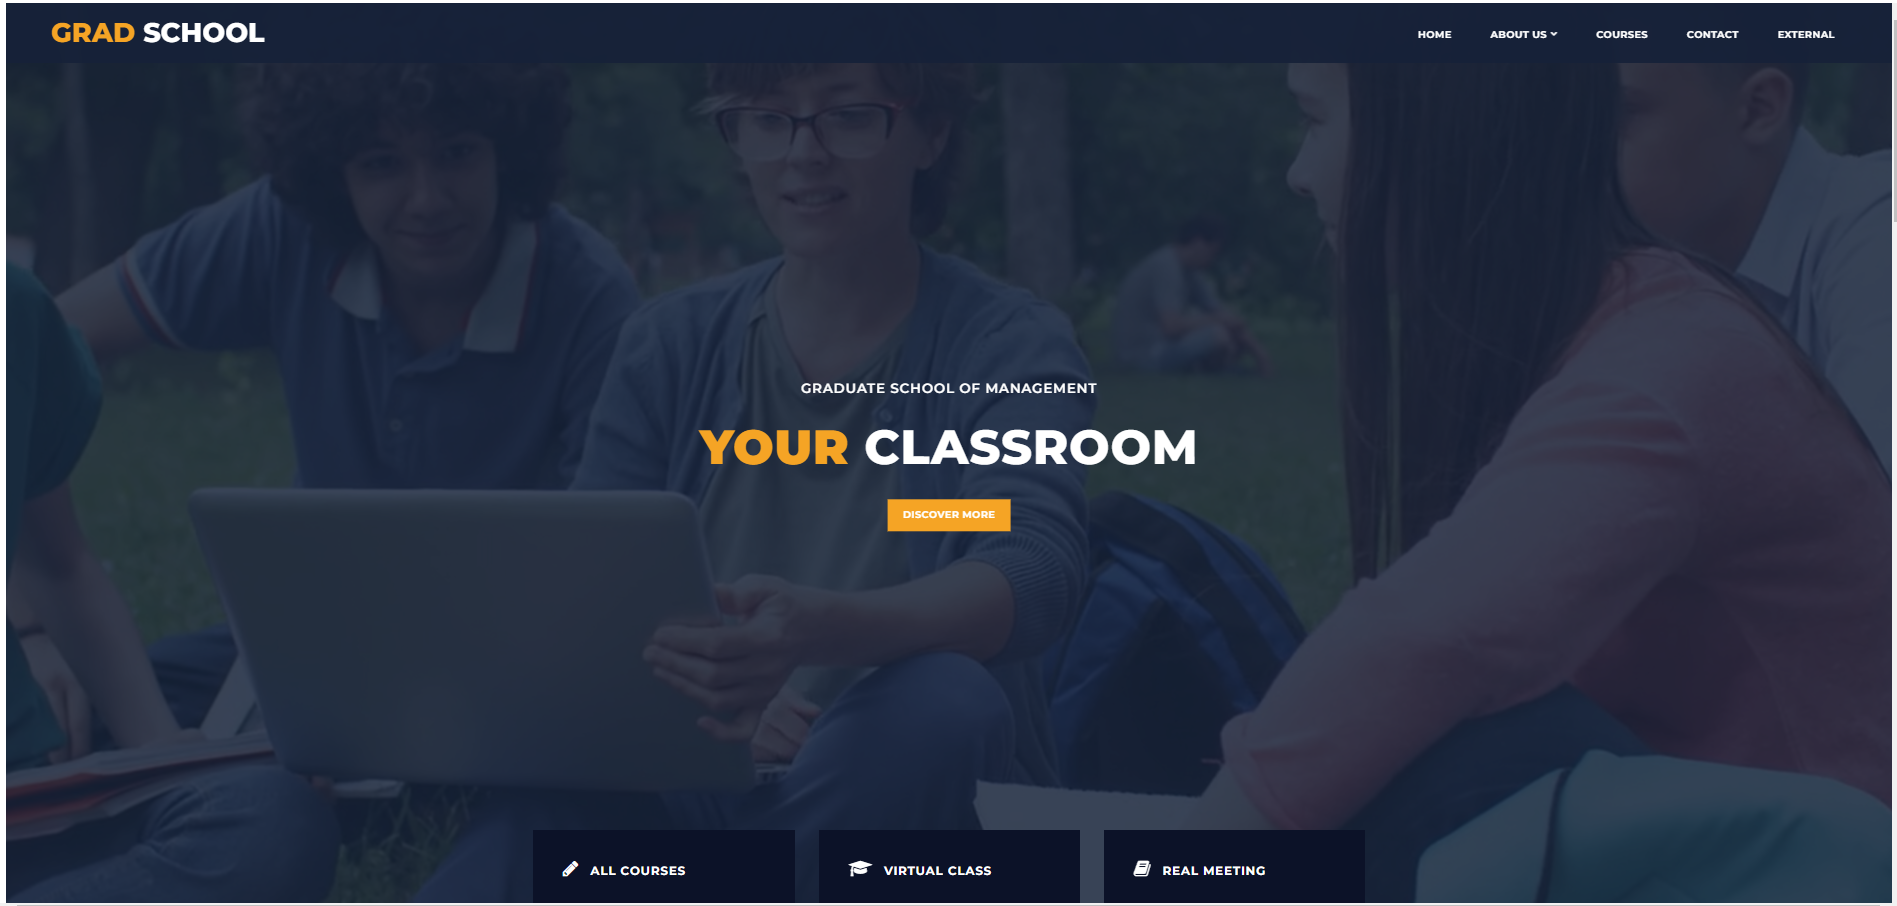 GRAD SCHOOL
HOME
ABOUT US
COURSES
CONTACT
EXTERNAL
GRADUATE SCHOOL OF MANAGEMENT
YOUR CLASSROOM
DISCOVER MORE
ALL COURSES
VIRTUAL CLASS
REAL MEETING